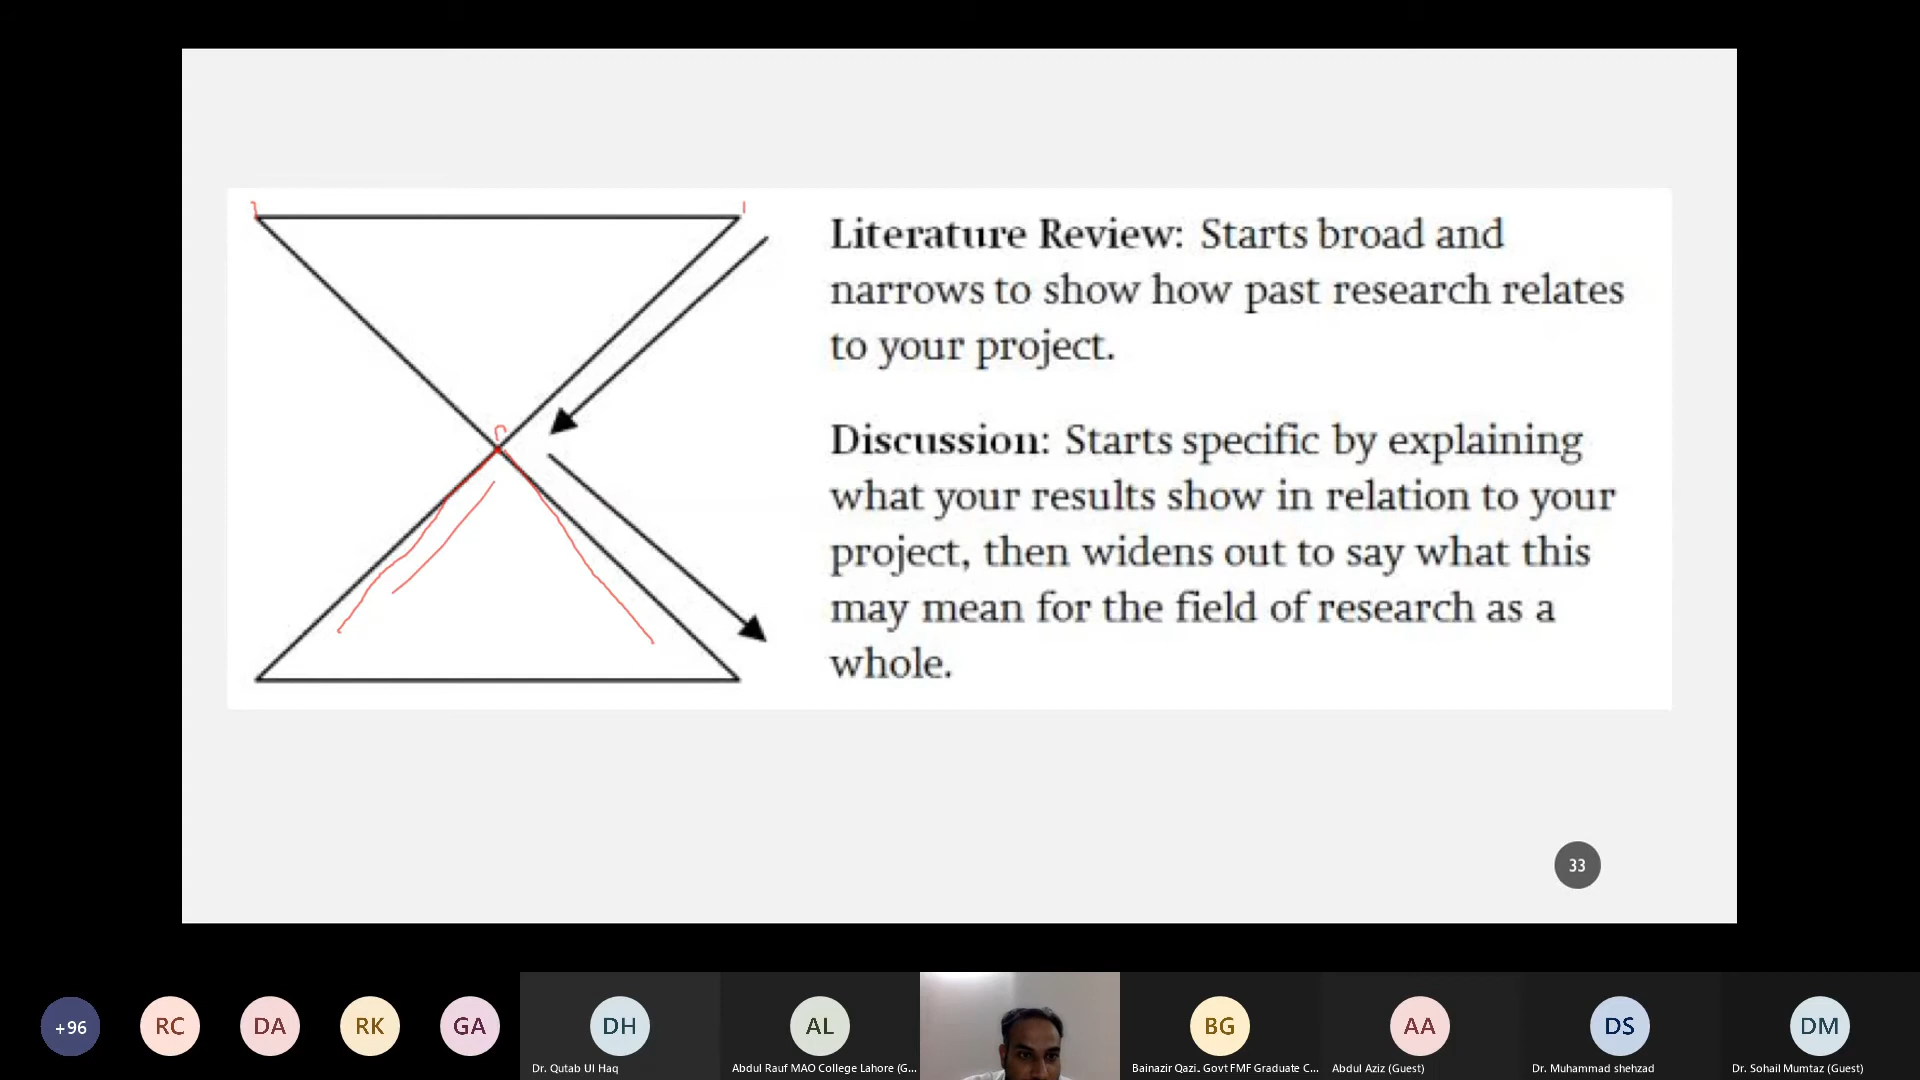 Literature Review: Starts broad and
narrows to show how past research relates
to your project.
Discussion: Starts specific by explaining
what your results show in relation to your
project, then widens out to say what this
may mean for the field of research as a
whole.
33
+96
RC
DA
RK
GA
DH
Dr. Qutab Ul Haq
AL
Abdul Rauf MAO College Lahore (G...
BG
Bainazir Qazi. Govt FMF Graduate C...
AA
Abdul Aziz (Guest)
DS
Dr. Muhammad shehzad
DM
Dr. Sohail Mumtaz (Guest)